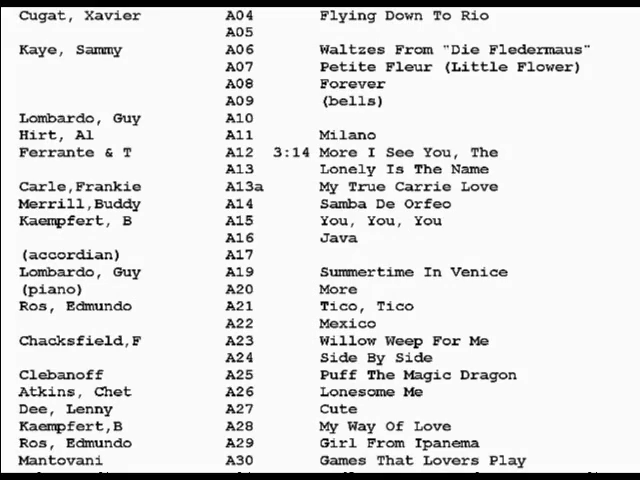 Cugat, Xavier A04 Flying Down To Rio
A05
Kaye, Sammy A06 Waltzes From "Die Fledermaus"
A07 Petite Fleur (Little Flower)
A08 Forever
A09 (bells)
Lombardo, Guy A10
Hirt, Al A11 Milano
Ferrante & T A12 3:14 More I See You, The
A13 Lonely Is The Name
Carle,Frankie A13a My True Carrie Love
Merrill,Buddy A14 Samba De Orfeo
Kaempfert, B A15 You, You, You
A16 Java
(accordian) A17
Lombardo, Guy A19 Summertime In Venice
(piano) A20 More
Ros, Edmundo A21 Tico, Tico
A22 Mexico
Chacksfield,F A23 Willow Weep For Me
A24 Side By Side
Clebanoff A25 Puff The Magic Dragon
Atkins, Chet A26 Lonesome Me
Dee, Lenny A27 Cute
Kaempfert,B A28 My Way Of Love
Ros, Edmundo A29 Girl From Ipanema
Mantovani A30 Games That Lovers Play